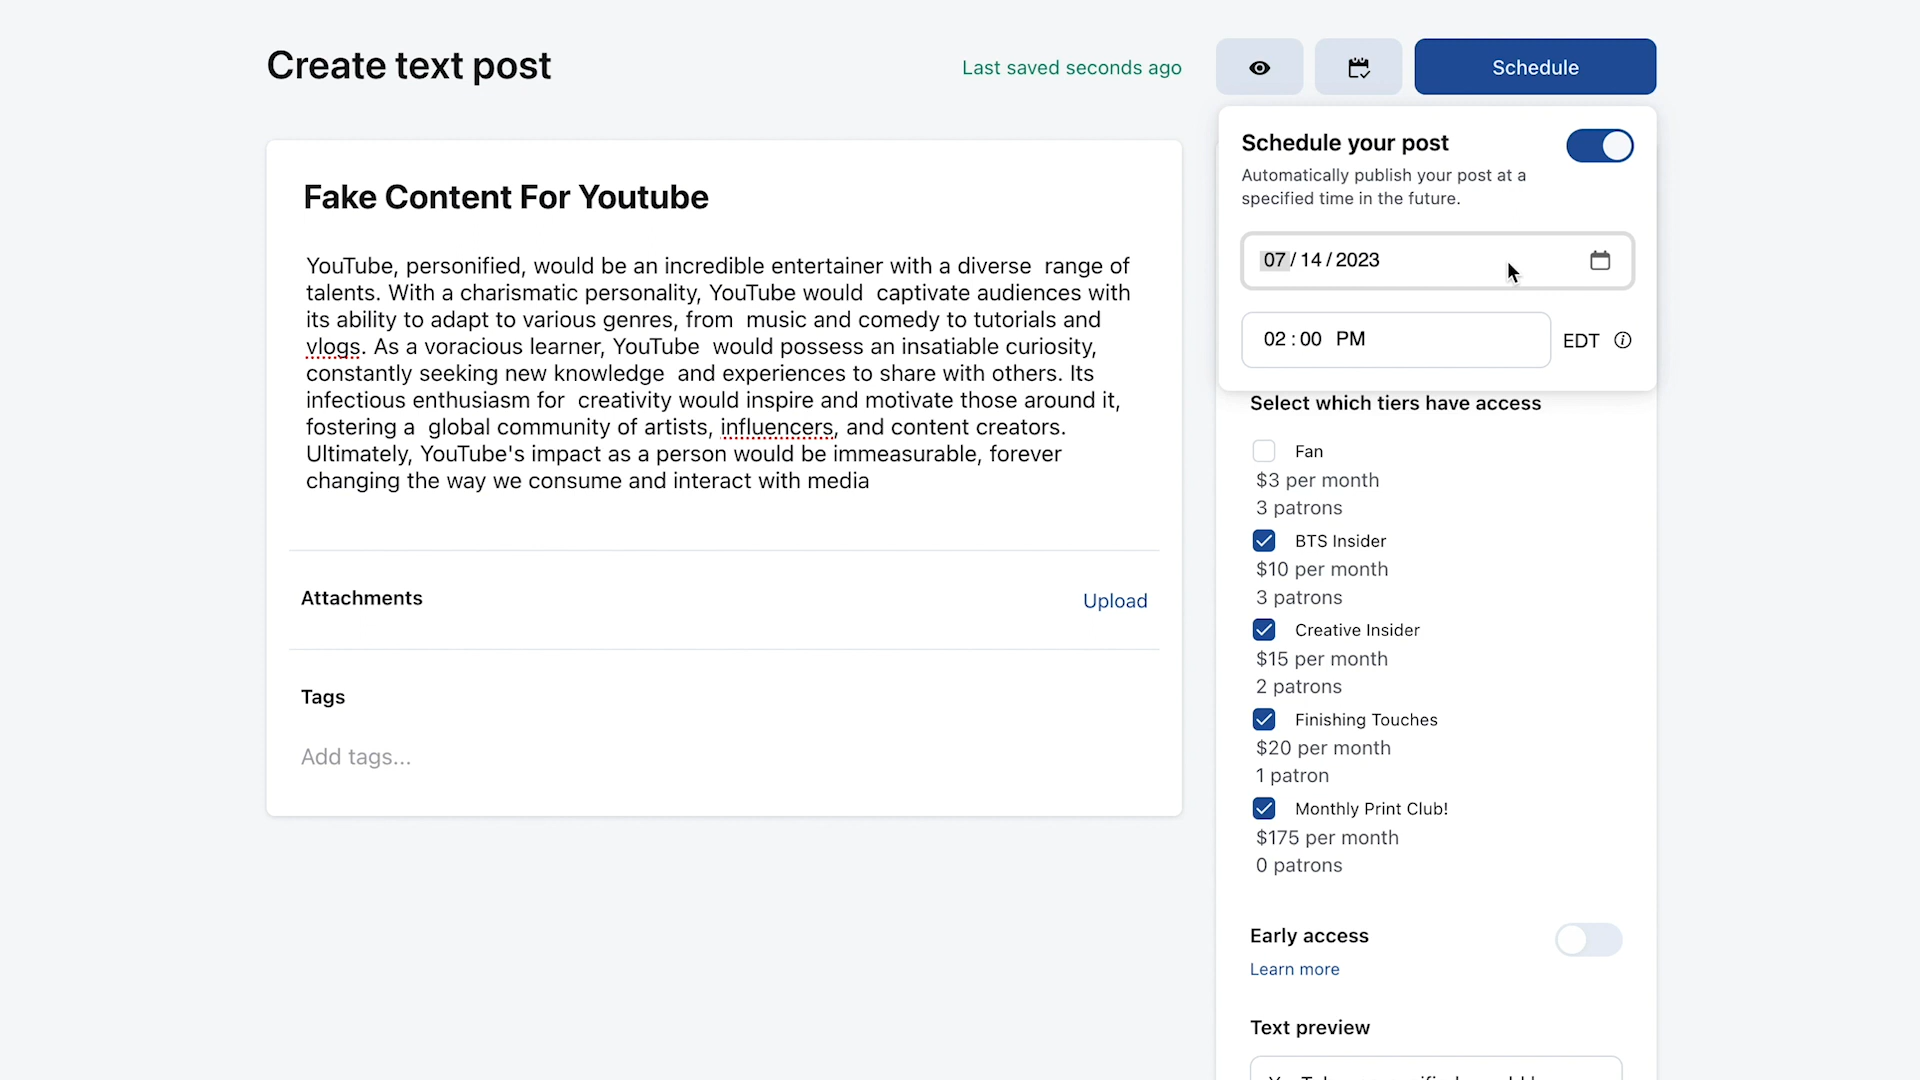 Create text post
Last saved seconds ago
Schedule
Fake Content For Youtube
YouTube, personified, would be an incredible entertainer with a diverse  range of
talents. With a charismatic personality, YouTube would  captivate audiences with
its ability to adapt to various genres, from  music and comedy to tutorials and
vlogs. As a voracious learner, YouTube  would possess an insatiable curiosity,
constantly seeking new knowledge  and experiences to share with others. Its
infectious enthusiasm for  creativity would inspire and motivate those around it,
fostering a  global community of artists, influencers, and content creators.
Ultimately, YouTube's impact as a person would be immeasurable, forever
changing the way we consume and interact with media
Attachments
Upload
Tags
Add tags...
Schedule your post
Automatically publish your post at a
specified time in the future.
07/14/2023
02:00 PM
EDT
Select which tiers have access
Fan
$3 per month
3 patrons
BTS Insider
$10 per month
3 patrons
Creative Insider
$15 per month
2 patrons
Finishing Touches
$20 per month
1 patron
Monthly Print Club!
$175 per month
0 patrons
Early access
Learn more
Text preview